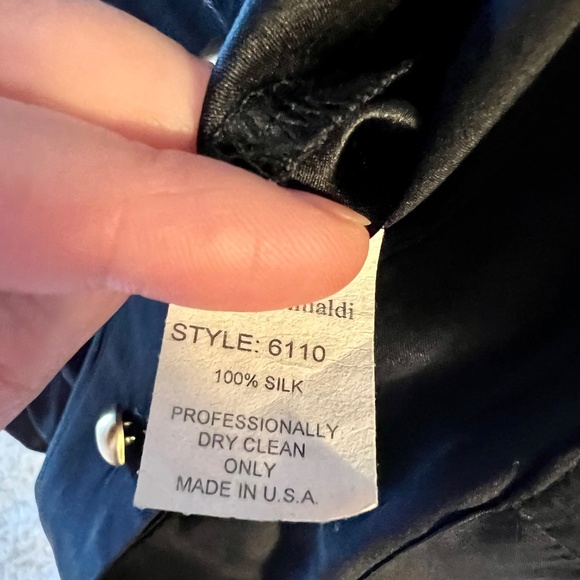 STYLE: 6110
100% SILK
PROFESSIONALLY
DRY CLEAN
ONLY
MADE IN U.S.A.